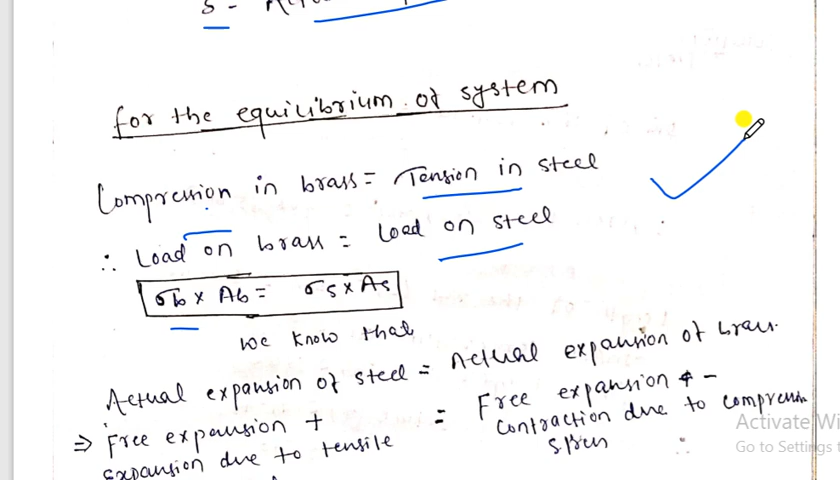 S -
for the equilibrium of system
Compression in brass = Tension in steel
∴ Load on brass = Load on steel
σb × Ab = σs × As
We know that
Actual expansion of steel = Actual expansion of brass.
⇒ Free expansion + = Free expansion -
expansion due to tensile contraction due to compressn
stress
Activate Wi
Go to Settings t